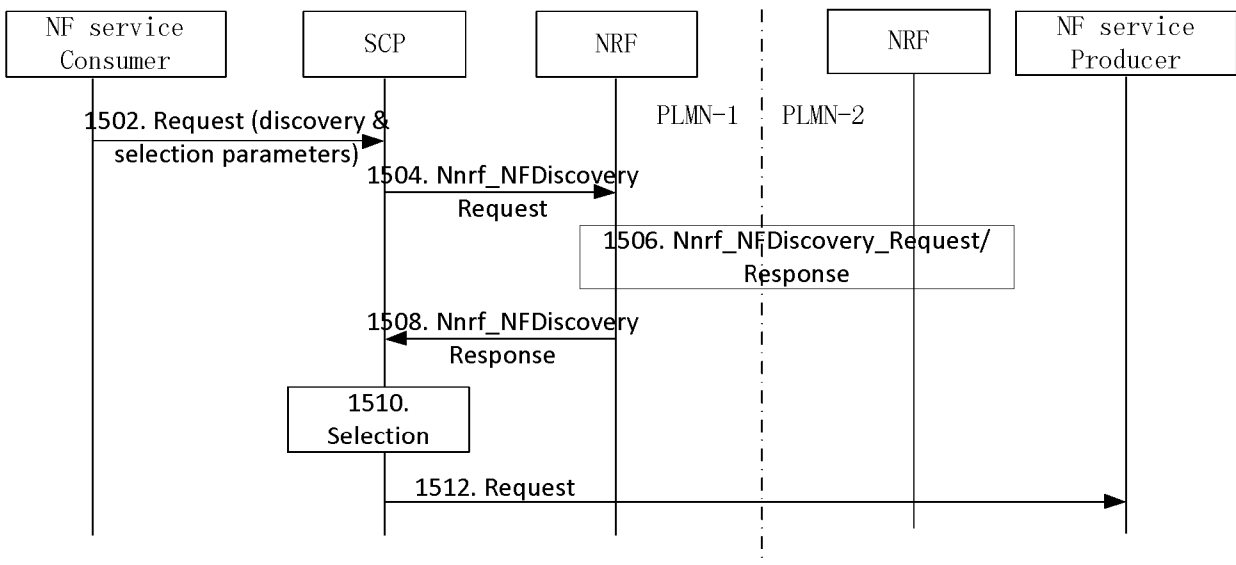 NF service
Consumer
SCP
NRF
NRF
NF service
Producer
PLMN-1
PLMN-2
1502. Request (discovery &
selection parameters)
1504. Nnrf_NFDiscovery
Request
1506. Nnrf_NFDiscovery_Request/
Response
1508. Nnrf_NFDiscovery
Response
1510.
Selection
1512. Request